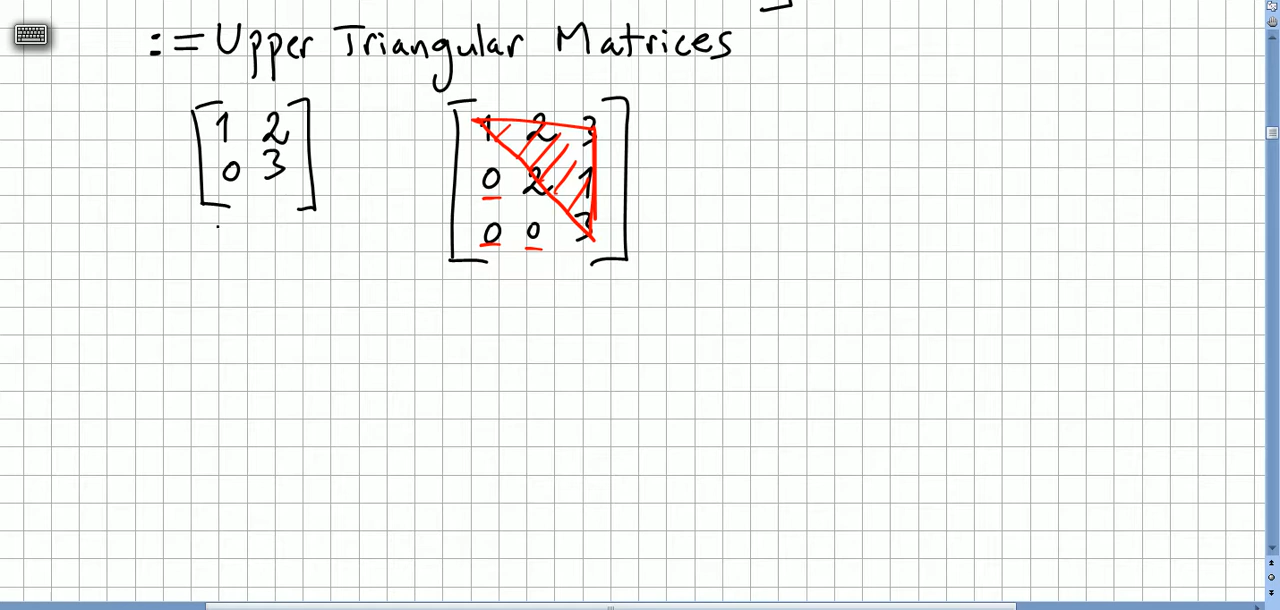 := Upper Triangular Matrices
1 2 1 2 3
0 3 0 2 1
0 0 3